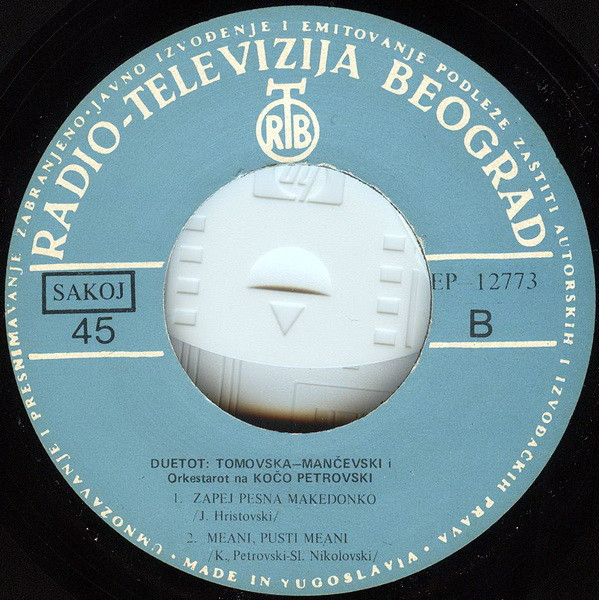 UMNOŽAVANJE I PRESNIMAVANJE ZABRANJENO · JAVNO IZVOĐENJE I EMITOVANJE PODLEŽE ZAŠTITI AUTORSKIH I IZVOĐAČKIH PRAVA · MADE IN YUGOSLAVIA ·
RADIO-TELEVIZIJA BEOGRAD
RTB
SAKOJ
45
EP 12773
B
DUETOT: TOMOVSKA—MANČEVSKI i
Orkestarot na KOČO PETROVSKI
1. ZAPEJ PESNA MAKEDONKO
/J. Hristovski/
2. MEANI, PUSTI MEANI
/K. Petrovski-Sl. Nikolovski/